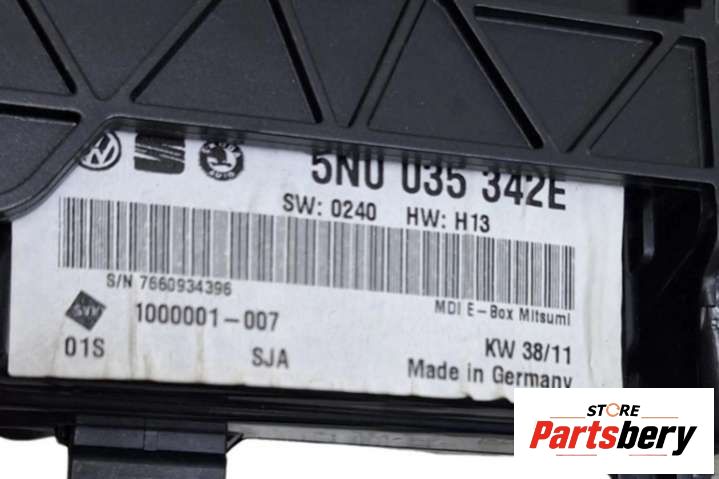 5N0 035 342E
SW: 0240 HW: H13
S/N 7660934396
MDI E-Box Mitsumi
1000001-007
01S
SJA
KW 38/11
Made in Germany
STORE
Partsbery